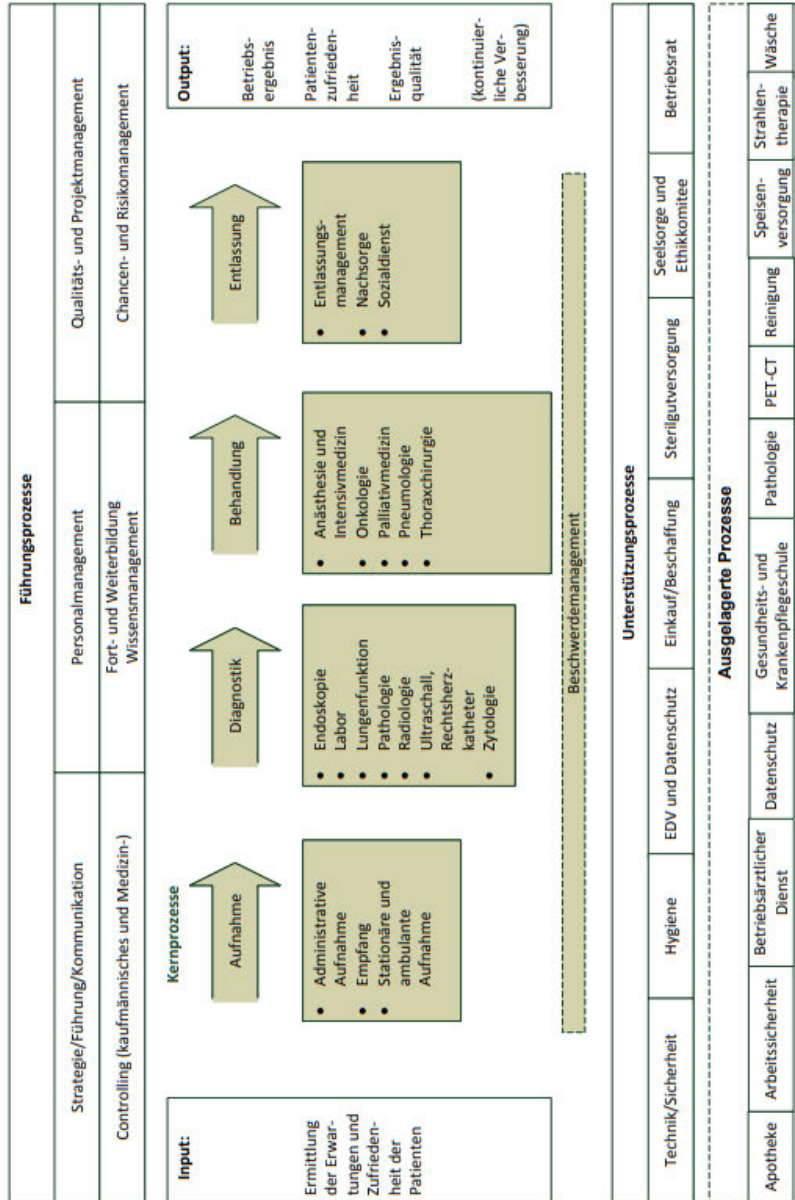 Führungsprozesse
Strategie/Führung/Kommunikation
Personalmanagement
Qualitäts- und Projektmanagement
Controlling (kaufmännisches und Medizin-)
Fort- und Weiterbildung
Wissensmanagement
Chancen- und Risikomanagement
Input:
Ermittlung
der Erwar-
tungen und
Zufrieden-
heit der
Patienten
Kernprozesse
Aufnahme
• Administrative
Aufnahme
• Empfang
• Stationäre und
ambulante
Aufnahme
Diagnostik
• Endoskopie
• Labor
• Lungenfunktion
• Pathologie
• Radiologie
• Ultraschall,
Rechtsherz-
katheter
• Zytologie
Behandlung
• Anästhesie und
Intensivmedizin
• Onkologie
• Palliativmedizin
• Pneumologie
• Thoraxchirurgie
Entlassung
• Entlassungs-
management
• Nachsorge
• Sozialdienst
Output:
Betriebs-
ergebnis
Patienten-
zufrieden-
heit
Ergebnis-
qualität
(kontinuier-
liche Ver-
besserung)
Beschwerdemanagement
Unterstützungsprozesse
Technik/Sicherheit
Hygiene
EDV und Datenschutz
Einkauf/Beschaffung
Sterilgutversorgung
Seelsorge und
Ethikkomitee
Betriebsrat
Ausgelagerte Prozesse
Apotheke
Arbeitssicherheit
Betriebsärztlicher
Dienst
Datenschutz
Gesundheits- und
Krankenpflegeschule
Pathologie
PET-CT
Reinigung
Speisen-
versorgung
Strahlen-
therapie
Wäsche